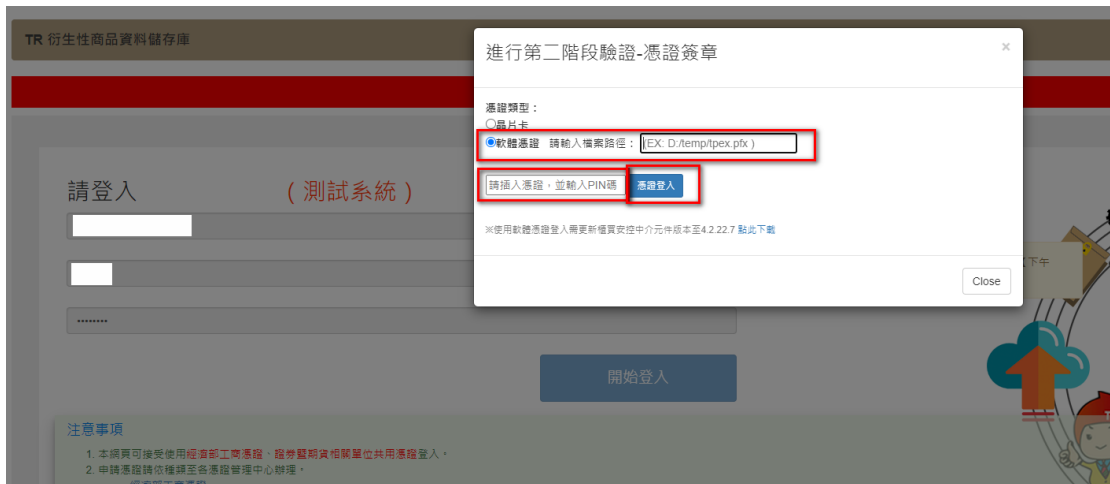 TR 衍生性商品資料儲存庫
進行第二階段驗證-憑證簽章
×
憑證類型：
晶片卡
軟體憑證 請輸入檔案路徑： (EX: D:/temp/tpex.pfx )
請插入憑證，並輸入PIN碼 憑證登入
※使用軟體憑證登入需更新櫃買安控中介元件版本至4.2.22.7 點此下載
Close
請登入 (測試系統)
下午
••••••••
開始登入
注意事項
1. 本網頁可接受使用經濟部工商憑證、證券暨期貨相關單位共用憑證登入。
2. 申請憑證請依種類至各憑證管理中心辦理。